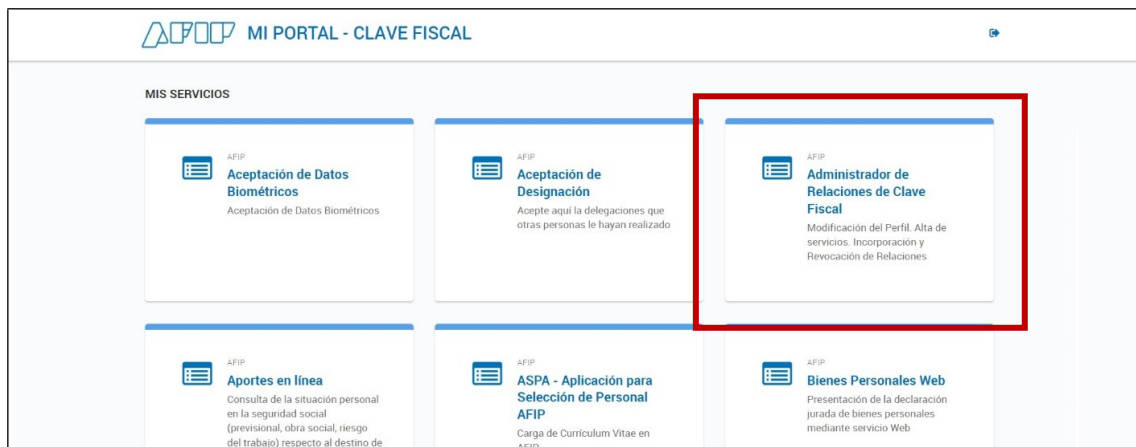 AFIP MI PORTAL - CLAVE FISCAL
MIS SERVICIOS
AFIP
Aceptación de Datos
Biométricos
Aceptación de Datos Biométricos
AFIP
Aceptación de
Designación
Acepte aquí la delegaciones que
otras personas le hayan realizado
AFIP
Administrador de
Relaciones de Clave
Fiscal
Modificación del Perfil. Alta de
servicios. Incorporación y
Revocación de Relaciones
AFIP
Aportes en línea
Consulta de la situación personal
en la seguridad social
(previsional, obra social, riesgo
del trabajo) respecto al destino de
AFIP
ASPA - Aplicación para
Selección de Personal
AFIP
Carga de Currículum Vitae en
AFIP
AFIP
Bienes Personales Web
Presentación de la declaración
jurada de bienes personales
mediante servicio Web